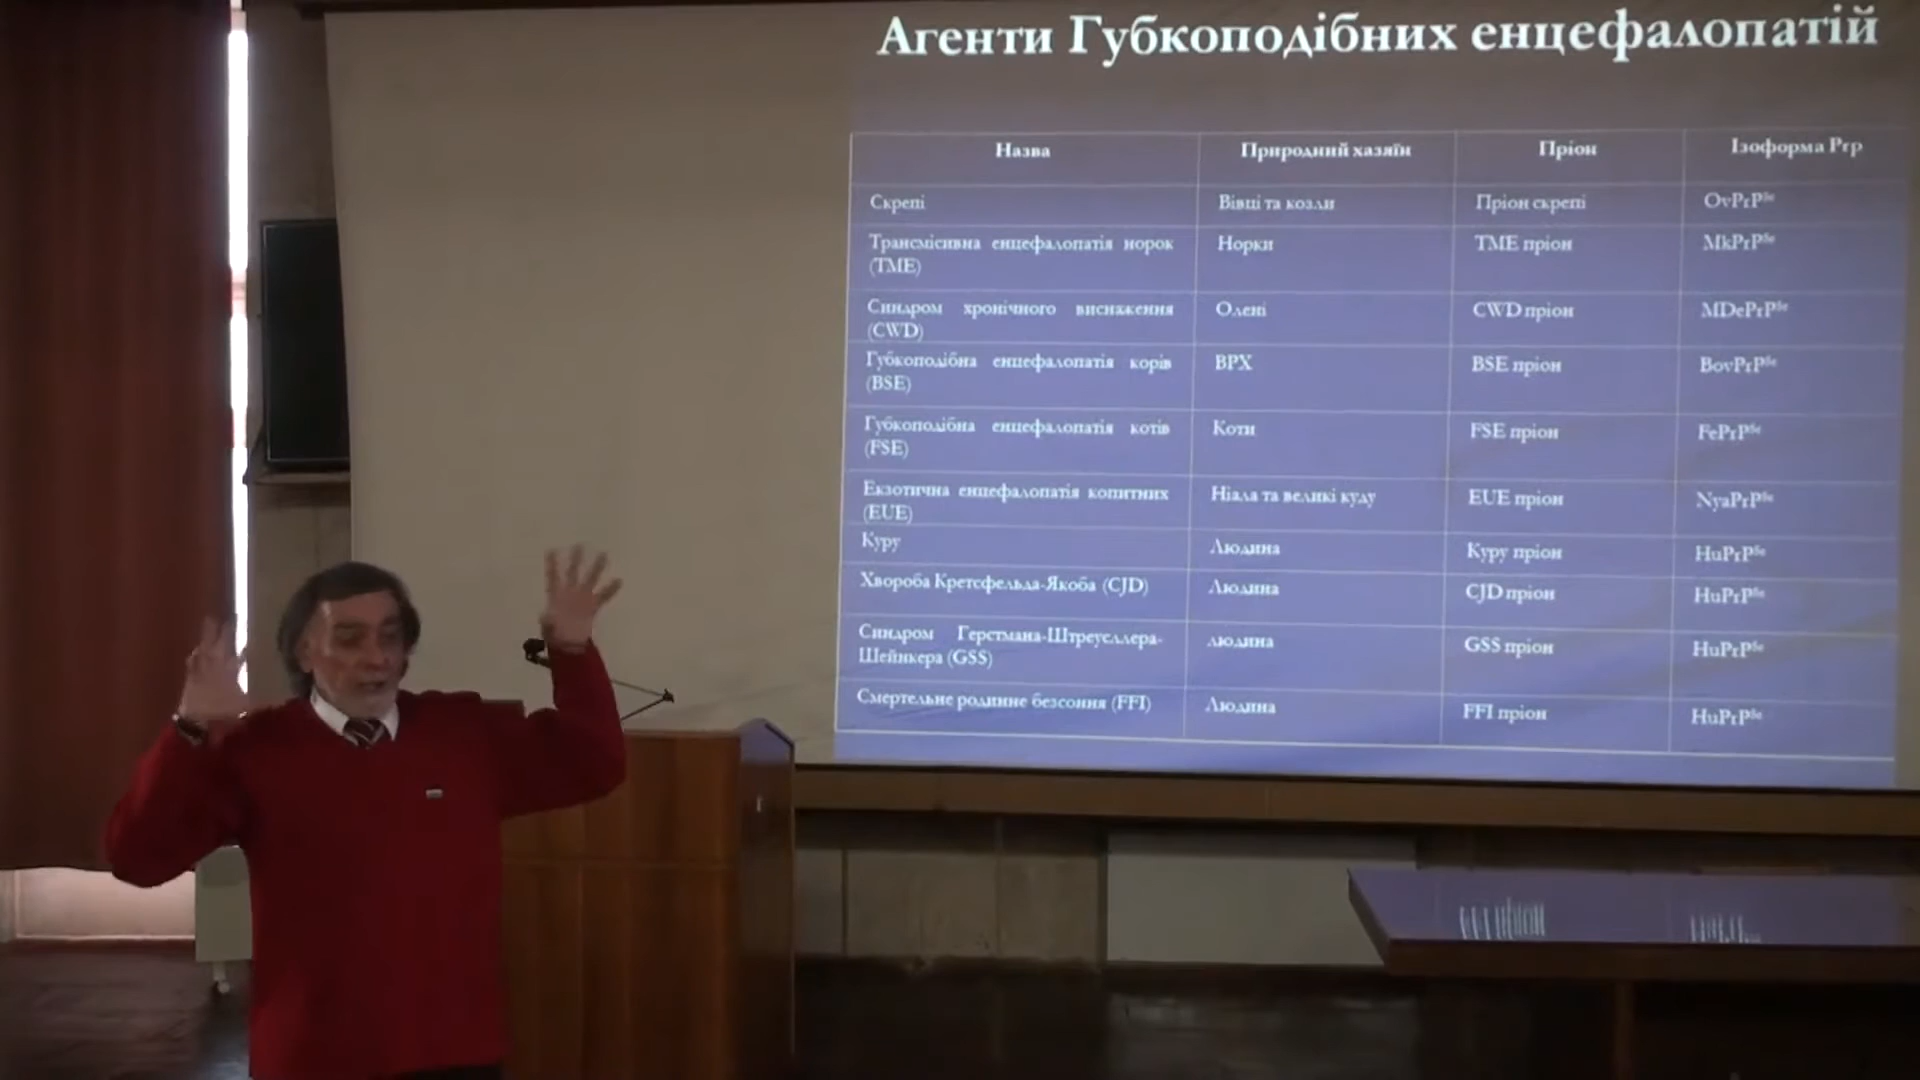 Агенти Губкоподібних енцефалопатій
Назва Природний хазяїн Пріон Ізоформа Prp
Скрепі Вівці та козли Пріон скрепі OvPrPSc
Трансмісивна енцефалопатія норок Норки TME пріон MkPrPSc
(TME)
Синдром хронічного виснаження Олені CWD пріон MDePrPSc
(CWD)
Губкоподібна енцефалопатія корів ВРХ BSE пріон BovPrPSc
(BSE)
Губкоподібна енцефалопатія котів Коти FSE пріон FePrPSc
(FSE)
Екзотична енцефалопатія копитних Ніала та великі куду EUE пріон NyaPrPSc
(EUE)
Куру Людина Куру пріон HuPrPSc
Хвороба Кретсфельда-Якоба (CJD) Людина CJD пріон HuPrPSc
Синдром Герстмана-Штреусллера- людина GSS пріон HuPrPSc
Шейнкера (GSS)
Смертельне родинне безсоння (FFI) Людина FFI пріон HuPrPSc